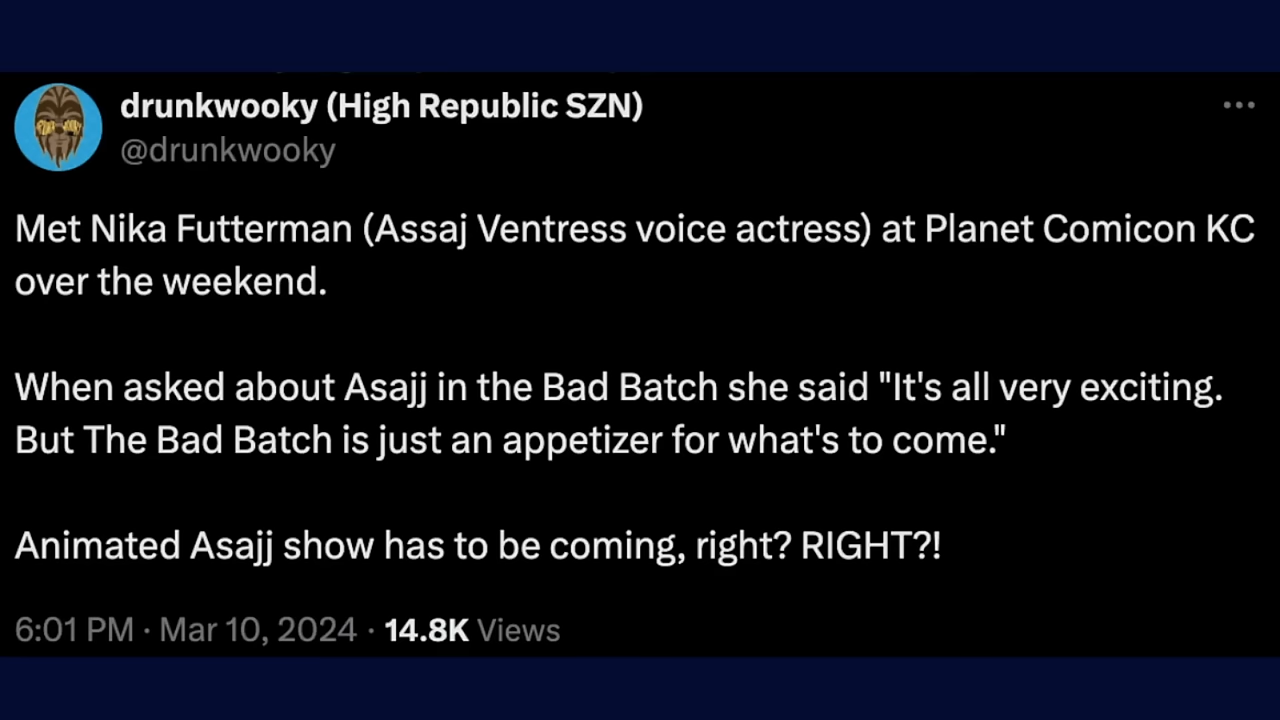 drunkwooky (High Republic SZN)
@drunkwooky
Met Nika Futterman (Assaj Ventress voice actress) at Planet Comicon KC
over the weekend.
When asked about Asajj in the Bad Batch she said "It's all very exciting.
But The Bad Batch is just an appetizer for what's to come."
Animated Asajj show has to be coming, right? RIGHT?!
6:01 PM · Mar 10, 2024 · 14.8K Views